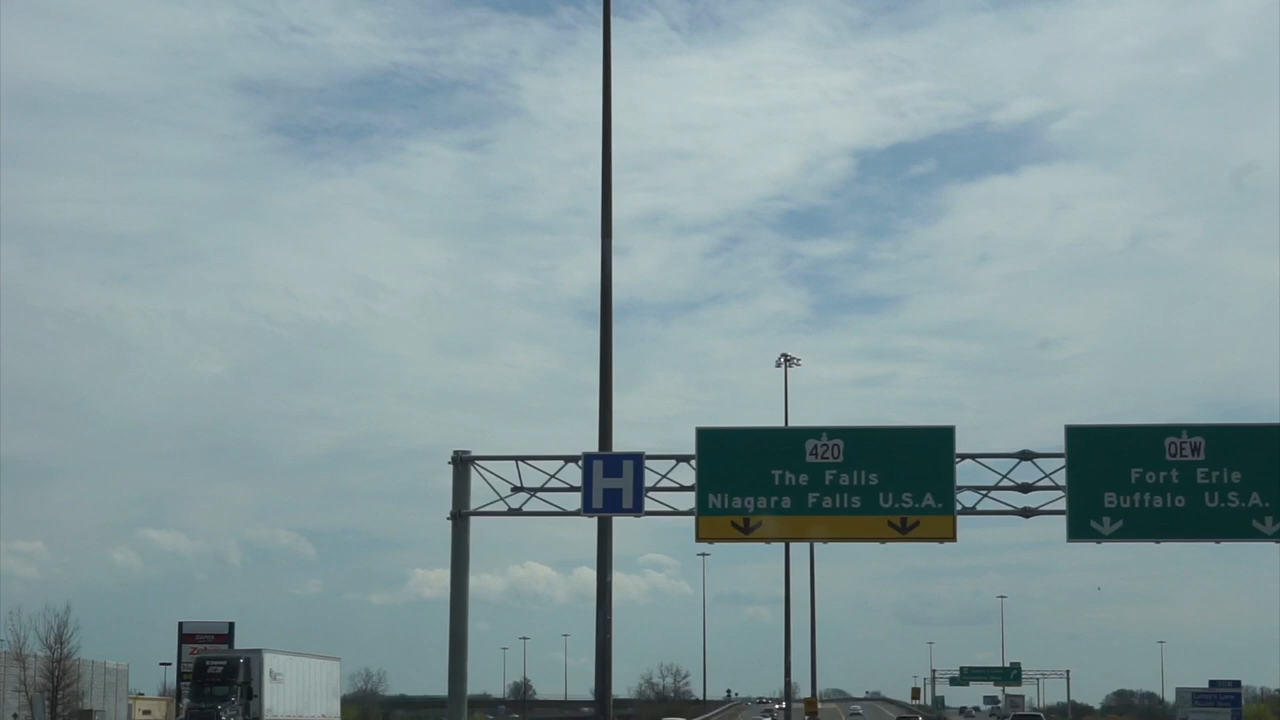 H
420
The Falls
Niagara Falls U.S.A.
QEW
Fort Erie
Buffalo U.S.A.